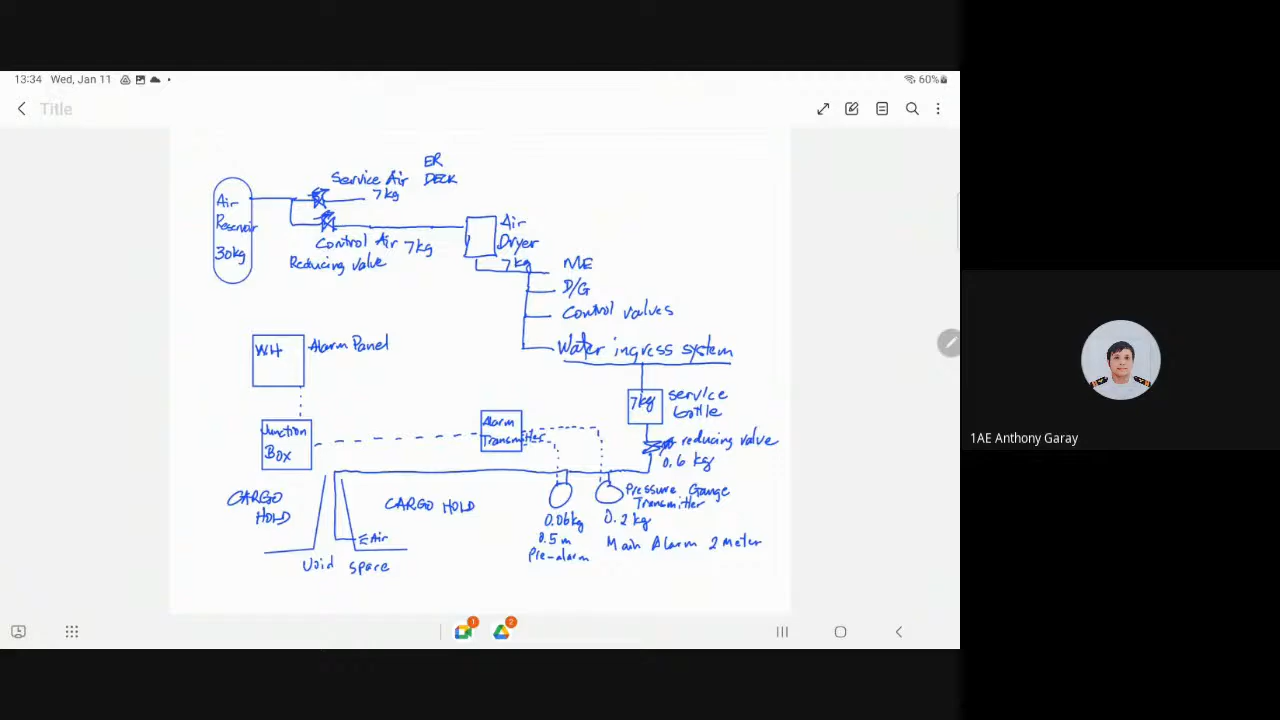 13:34 Wed, Jan 11
60%
Title
ER
Service Air DECK
7kg
Air
Reservoir
30kg
Control Air 7kg
Reducing valve
Air
Dryer
7kg
ME
D/G
Control valves
Water ingress system
WH
Alarm Panel
7kg
service
bottle
Junction
Box
Alarm
Transmitter
reducing valve
0.6 kg
CARGO
HOLD
CARGO HOLD
Air
Void space
0.06kg
0.5m
Pre-alarm
Pressure Gauge
Transmitter
0.2kg
Main Alarm 2 Meter
1
2
1AE Anthony Garay